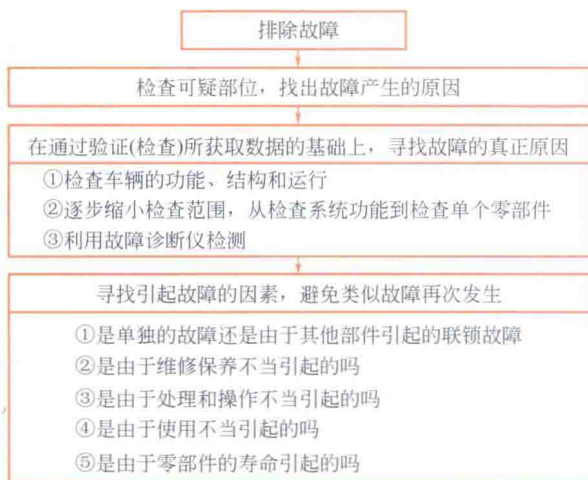 排除故障
检查可疑部位，找出故障产生的原因
在通过验证(检查)所获取数据的基础上，寻找故障的真正原因
①检查车辆的功能、结构和运行
②逐步缩小检查范围，从检查系统功能到检查单个零部件
③利用故障诊断仪检测
寻找引起故障的因素，避免类似故障再次发生
①是单独的故障还是由于其他部件引起的联锁故障
②是由于维修保养不当引起的吗
③是由于处理和操作不当引起的吗
④是由于使用不当引起的吗
⑤是由于零部件的寿命引起的吗